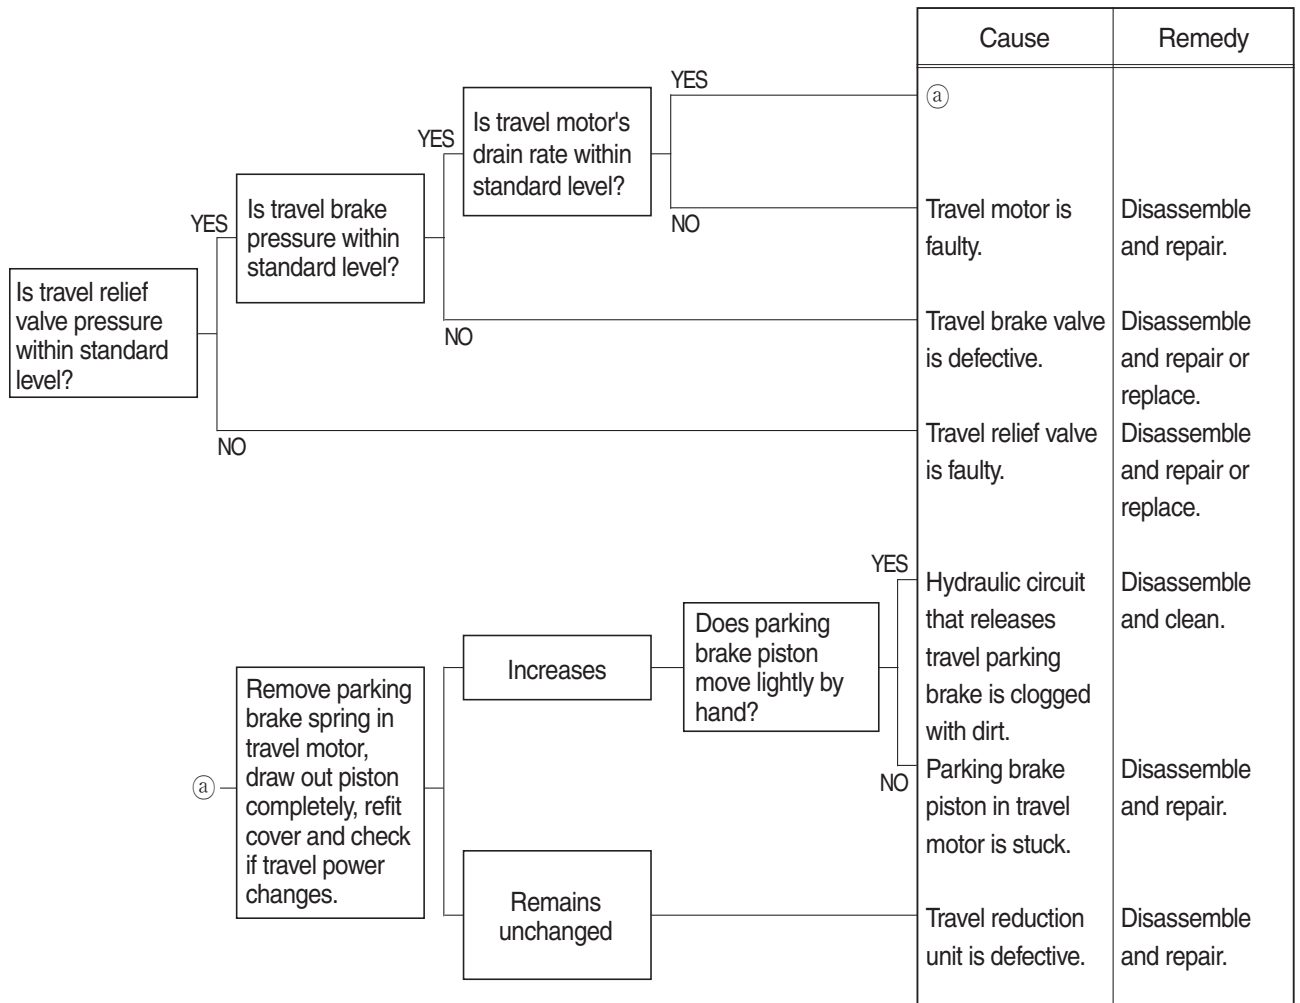 Cause
Remedy
YES
ⓐ
Is travel motor's
drain rate within
standard level?
YES
NO
Travel motor is
faulty.
Disassemble
and repair.
Is travel brake
pressure within
standard level?
YES
NO
Travel brake valve
is defective.
Disassemble
and repair or
replace.
Is travel relief
valve pressure
within standard
level?
NO
Travel relief valve
is faulty.
Disassemble
and repair or
replace.
YES
Hydraulic circuit
that releases
travel parking
brake is clogged
with dirt.
Disassemble
and clean.
Does parking
brake piston
move lightly by
hand?
Increases
NO
Parking brake
piston in travel
motor is stuck.
Disassemble
and repair.
ⓐ
Remove parking
brake spring in
travel motor,
draw out piston
completely, refit
cover and check
if travel power
changes.
Remains
unchanged
Travel reduction
unit is defective.
Disassemble
and repair.